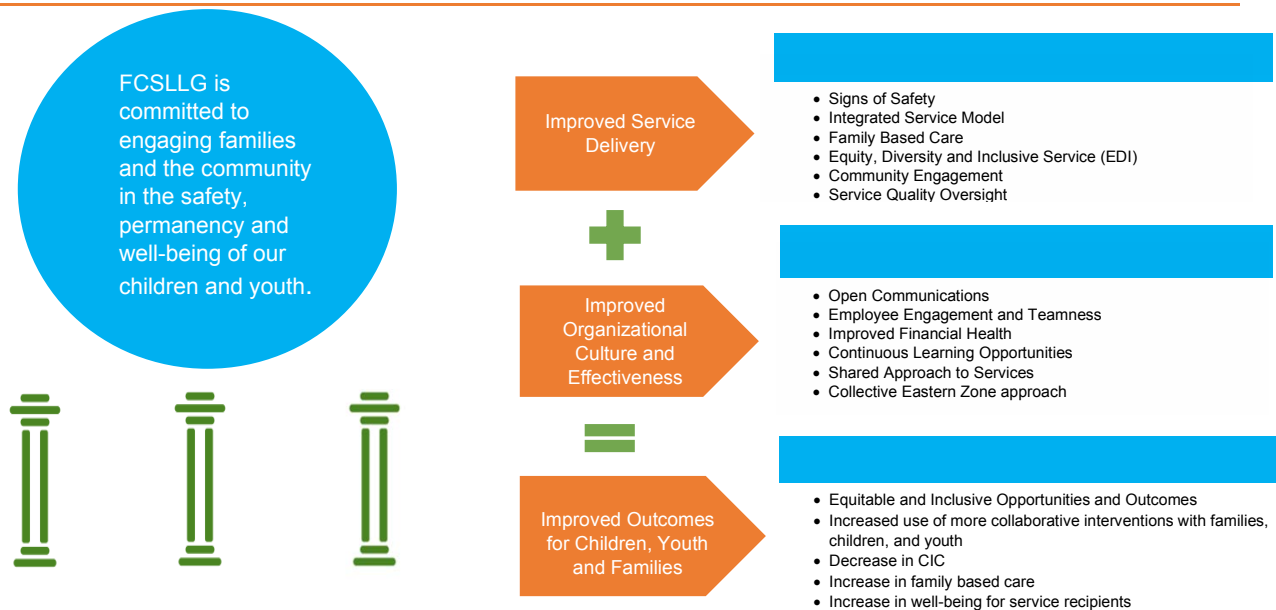 FCSLLG is
committed to
engaging families
and the community
in the safety,
permanency and
well-being of our
children and youth.
Improved Service
Delivery
• Signs of Safety
• Integrated Service Model
• Family Based Care
• Equity, Diversity and Inclusive Service (EDI)
• Community Engagement
• Service Quality Oversight
Improved
Organizational
Culture and
Effectiveness
• Open Communications
• Employee Engagement and Teamness
• Improved Financial Health
• Continuous Learning Opportunities
• Shared Approach to Services
• Collective Eastern Zone approach
Improved Outcomes
for Children, Youth
and Families
• Equitable and Inclusive Opportunities and Outcomes
• Increased use of more collaborative interventions with families,
children, and youth
• Decrease in CIC
• Increase in family based care
• Increase in well-being for service recipients